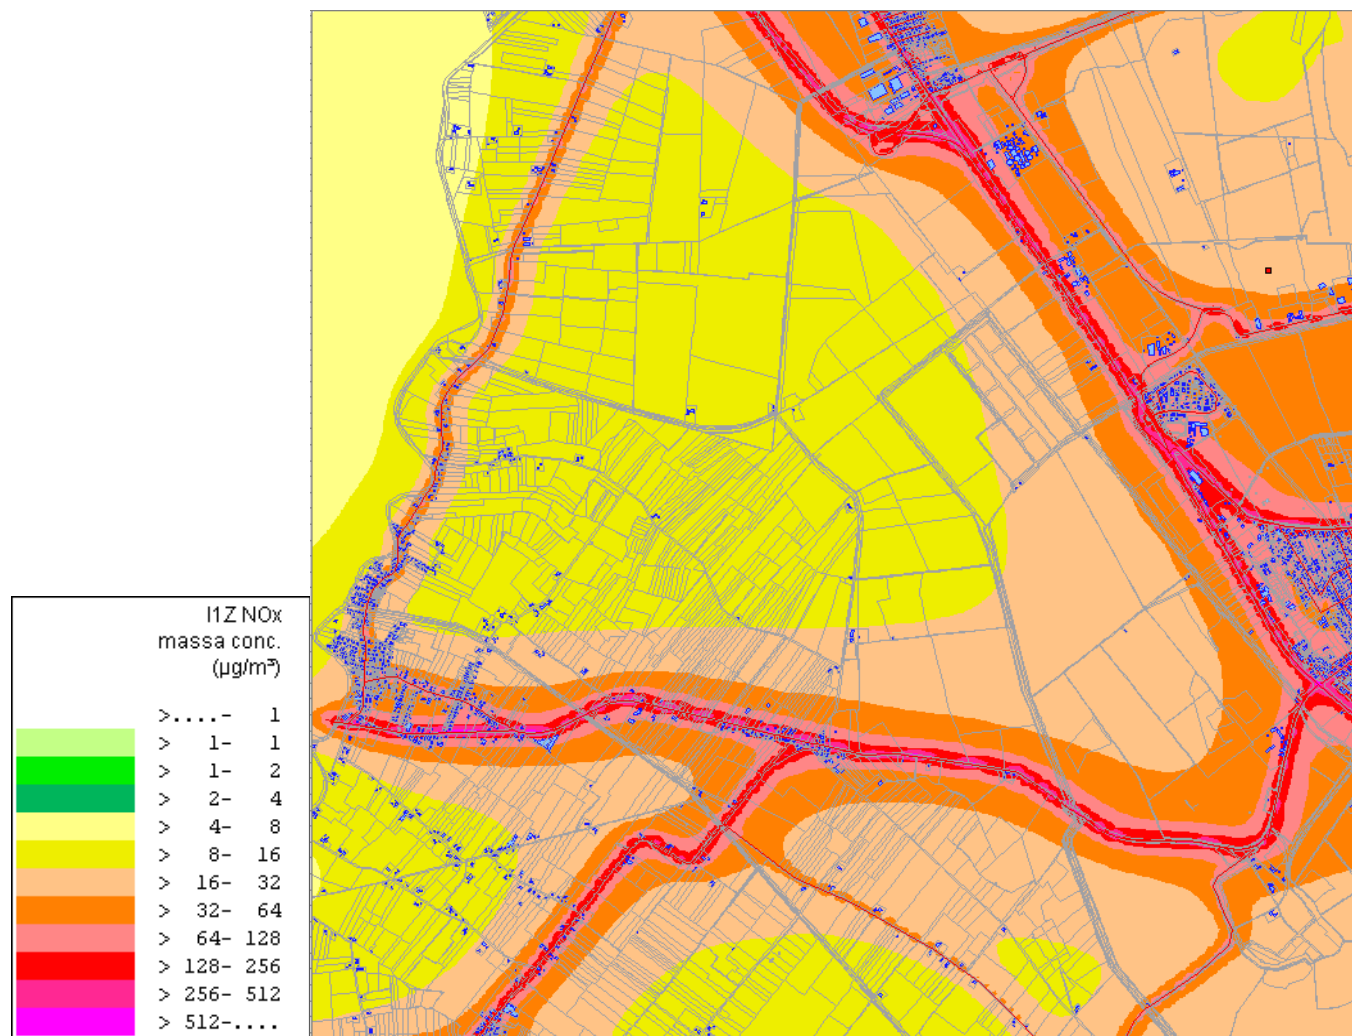 I1Z NOx
massa conc.
(µg/m³)
>....- 1
> 1- 1
> 1- 2
> 2- 4
> 4- 8
> 8- 16
> 16- 32
> 32- 64
> 64- 128
> 128- 256
> 256- 512
> 512-....